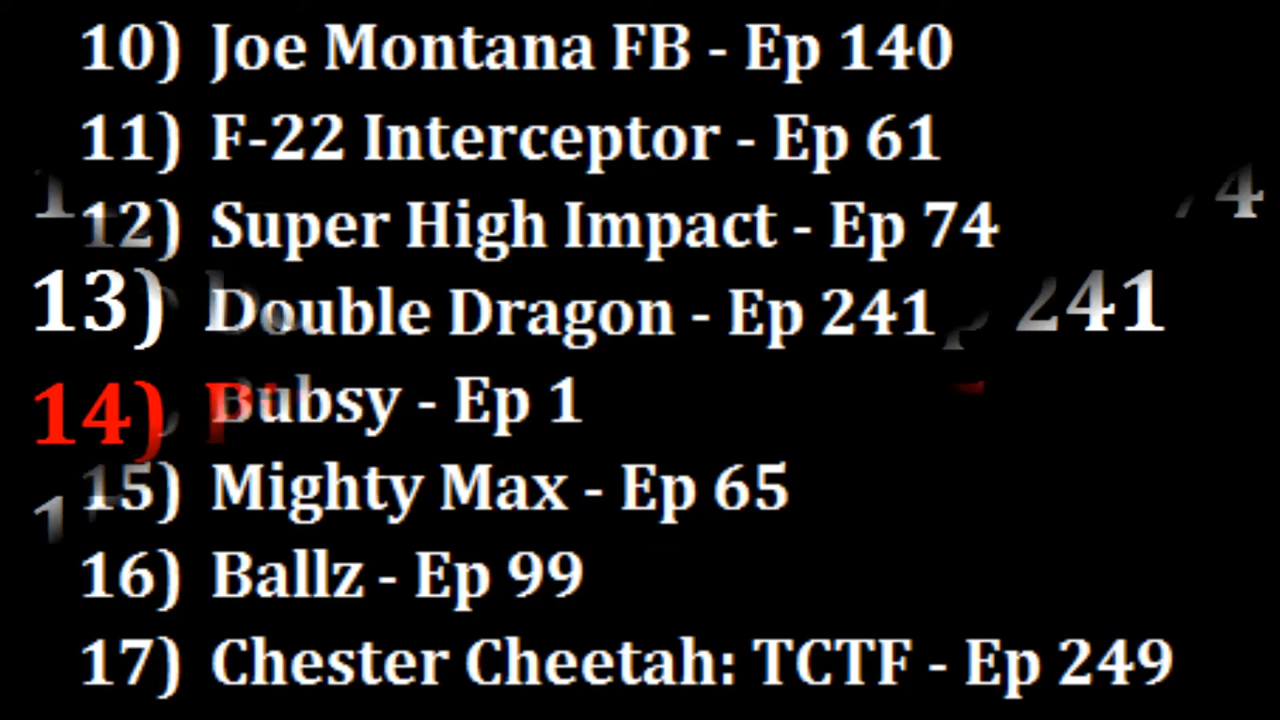 10) Joe Montana FB - Ep 140
11) F-22 Interceptor - Ep 61
12) Super High Impact - Ep 74
13) Double Dragon - Ep 241
241
14) Bubsy - Ep 1
15) Mighty Max - Ep 65
16) Ballz - Ep 99
17) Chester Cheetah: TCTF - Ep 249